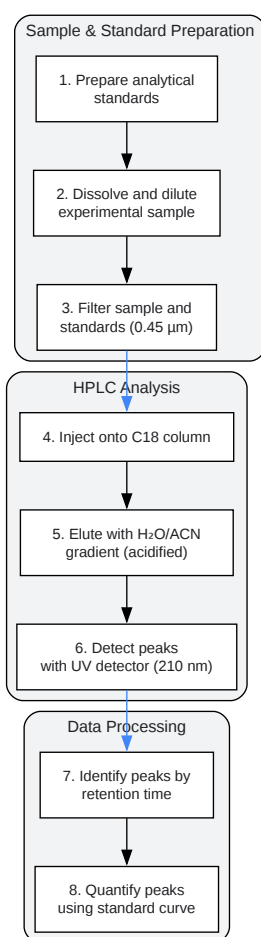 Sample & Standard Preparation
1. Prepare analytical
standards
2. Dissolve and dilute
experimental sample
3. Filter sample and
standards (0.45 µm)
HPLC Analysis
4. Inject onto C18 column
5. Elute with H₂O/ACN
gradient (acidified)
6. Detect peaks
with UV detector (210 nm)
Data Processing
7. Identify peaks by
retention time
8. Quantify peaks
using standard curve